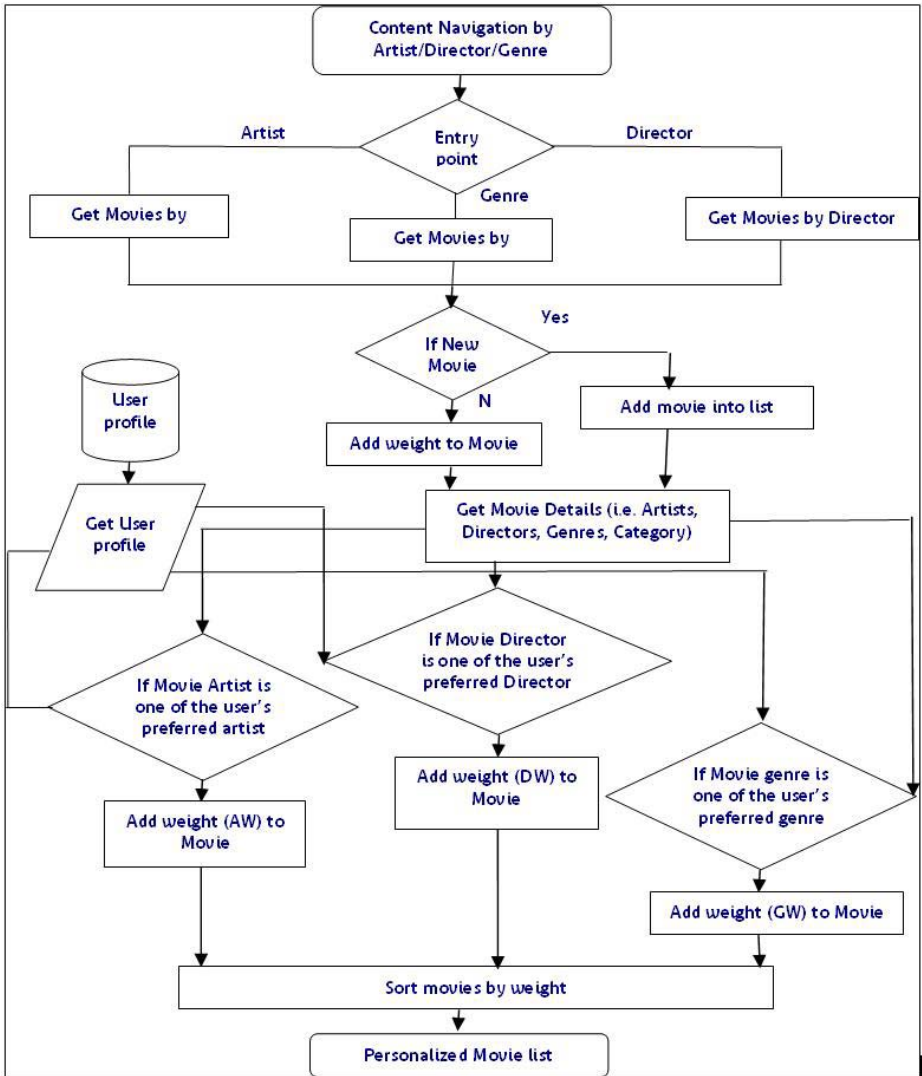 Content Navigation by
Artist/Director/Genre
Artist
Entry
point
Director
Genre
Get Movies by
Get Movies by
Get Movies by Director
Yes
If New
Movie
N
User
profile
Add movie into list
Add weight to Movie
Get User
profile
Get Movie Details (i.e. Artists,
Directors, Genres, Category)
If Movie Director
is one of the user's
preferred Director
If Movie Artist is
one of the user's
preferred artist
If Movie genre is
one of the user's
preferred genre
Add weight (DW) to
Movie
Add weight (AW) to
Movie
Add weight (GW) to Movie
Sort movies by weight
Personalized Movie list